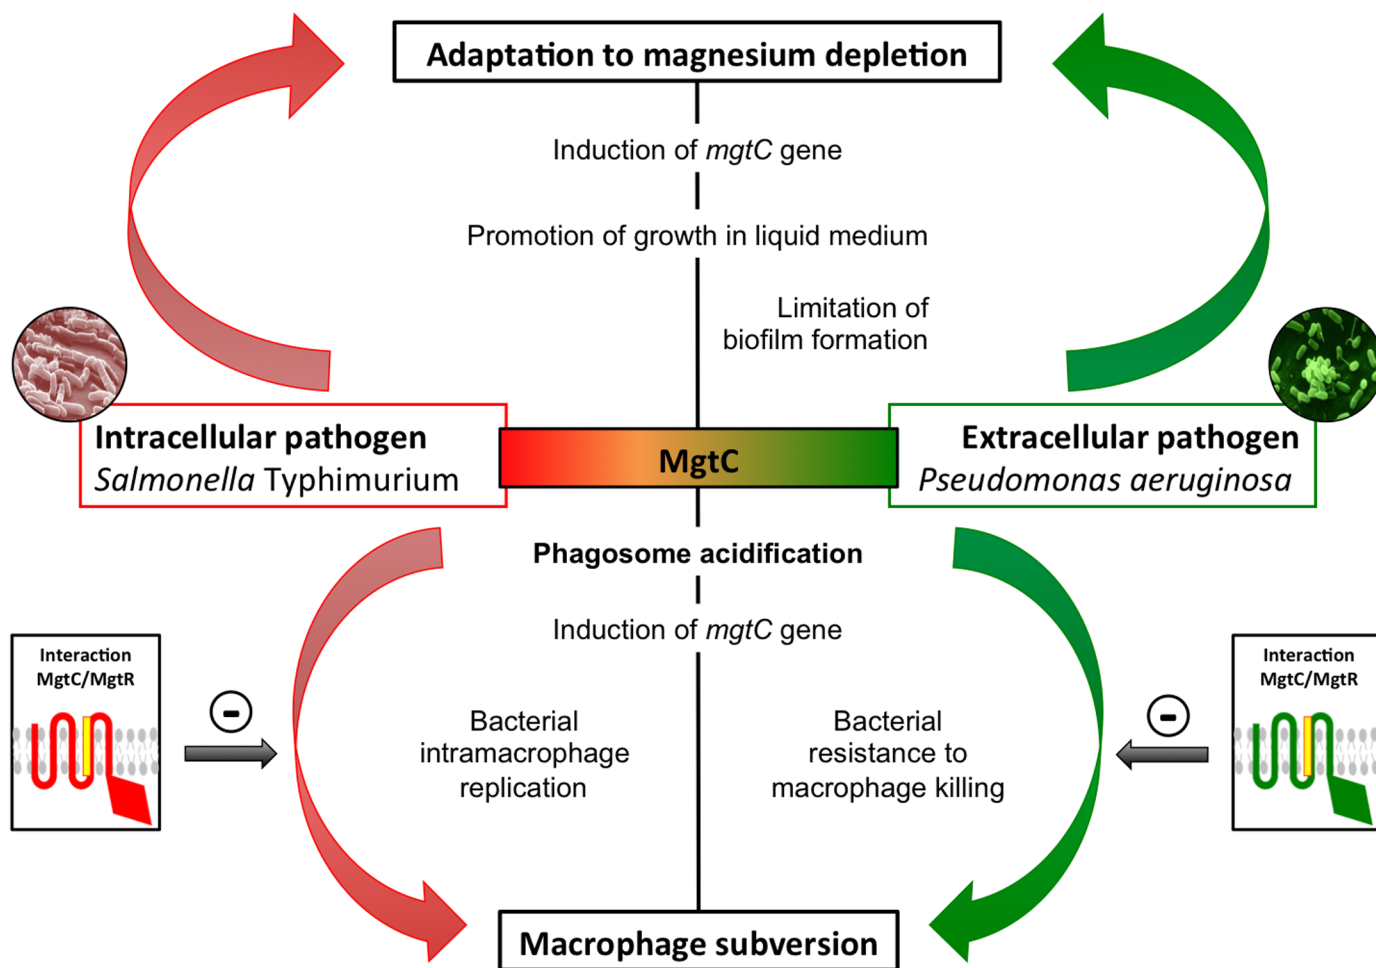 Adaptation to magnesium depletion
Induction of mgtC gene
Promotion of growth in liquid medium
Limitation of
biofilm formation
Intracellular pathogen
Salmonella Typhimurium
MgtC
Extracellular pathogen
Pseudomonas aeruginosa
Phagosome acidification
Induction of mgtC gene
Interaction
MgtC/MgtR
-
Bacterial
intramacrophage
replication
Bacterial
resistance to
macrophage killing
-
Interaction
MgtC/MgtR
Macrophage subversion